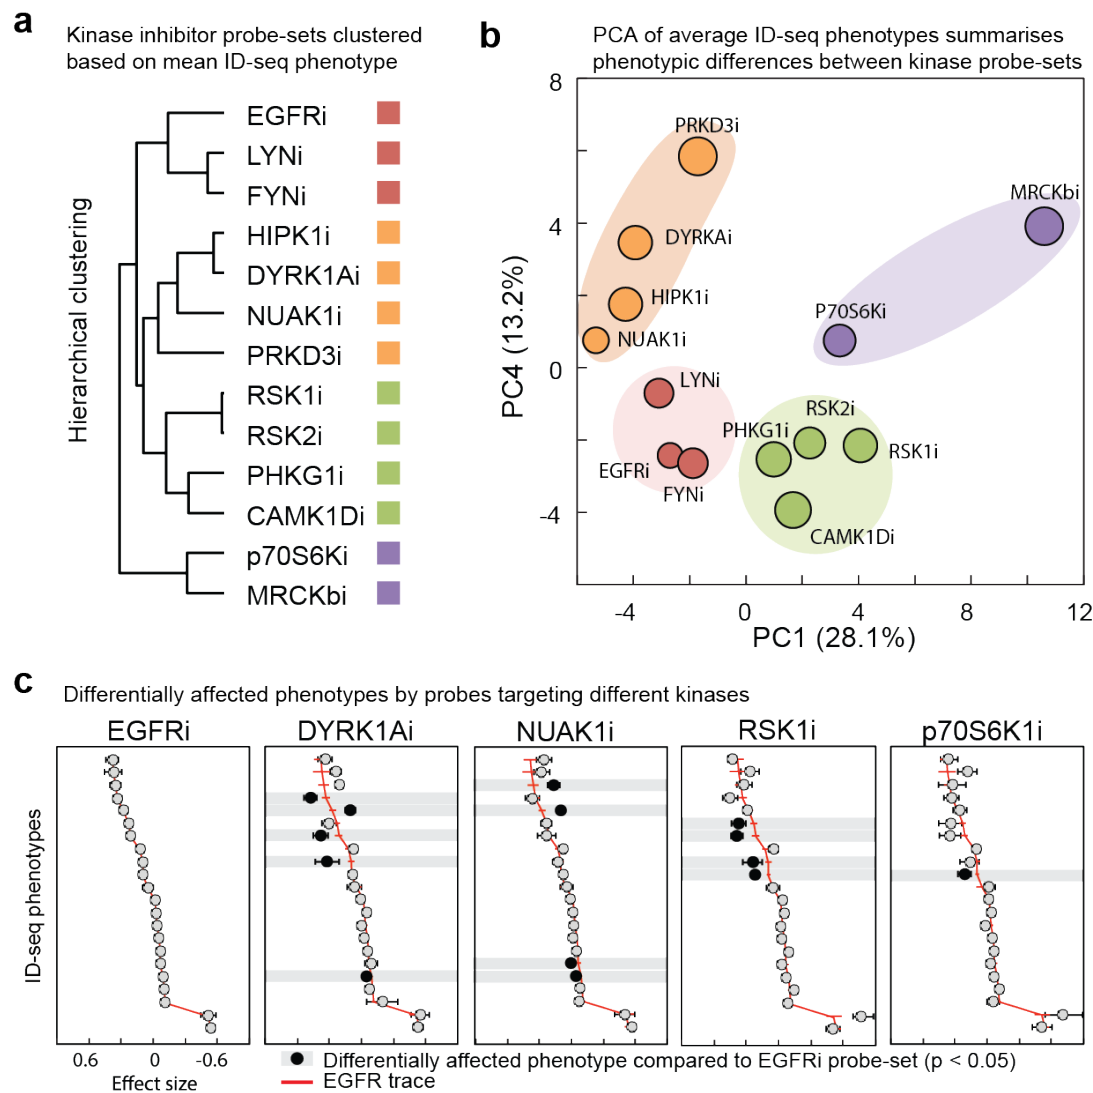 a
Kinase inhibitor probe-sets clustered
based on mean ID-seq phenotype
Hierarchical clustering
EGFRi
LYNi
FYNi
HIPK1i
DYRK1Ai
NUAK1i
PRKD3i
RSK1i
RSK2i
PHKG1i
CAMK1Di
p70S6Ki
MRCKbi
b
PCA of average ID-seq phenotypes summarises
phenotypic differences between kinase probe-sets
PC4 (13.2%)
8
4
0
-4
PRKD3i
MRCKbi
DYRKAi
HIPK1i
P70S6Ki
NUAK1i
LYNi
RSK2i
PHKG1i
RSK1i
EGFRi
FYNi
CAMK1Di
-4 0 4 8 12
PC1 (28.1%)
c
Differentially affected phenotypes by probes targeting different kinases
EGFRi DYRK1Ai NUAK1i RSK1i p70S6K1i
ID-seq phenotypes
0.6 0 -0.6
Effect size
Differentially affected phenotype compared to EGFRi probe-set (p < 0.05)
EGFR trace